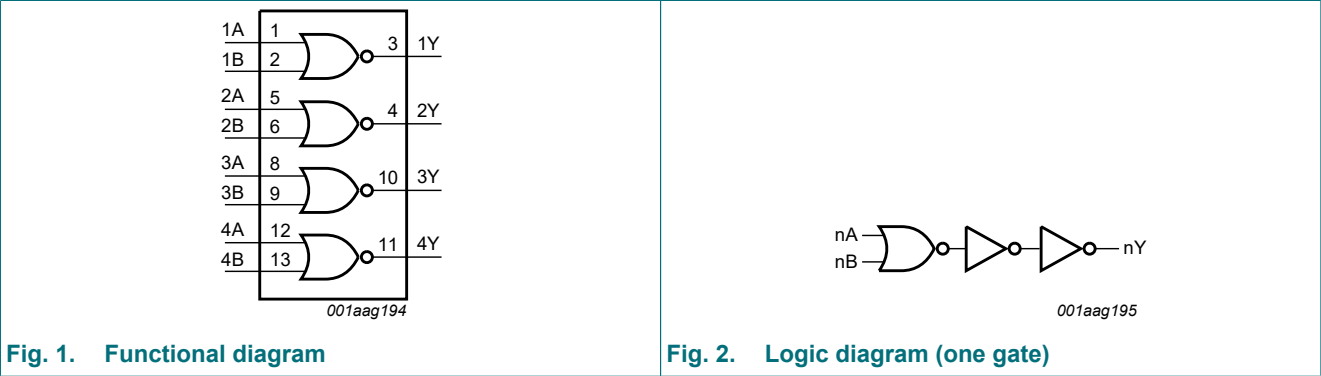 1A 1
1B 2
3 1Y
2A 5
2B 6
4 2Y
3A 8
3B 9
10 3Y
4A 12
4B 13
11 4Y
001aag194
Fig. 1. Functional diagram
nA
nB
nY
001aag195
Fig. 2. Logic diagram (one gate)